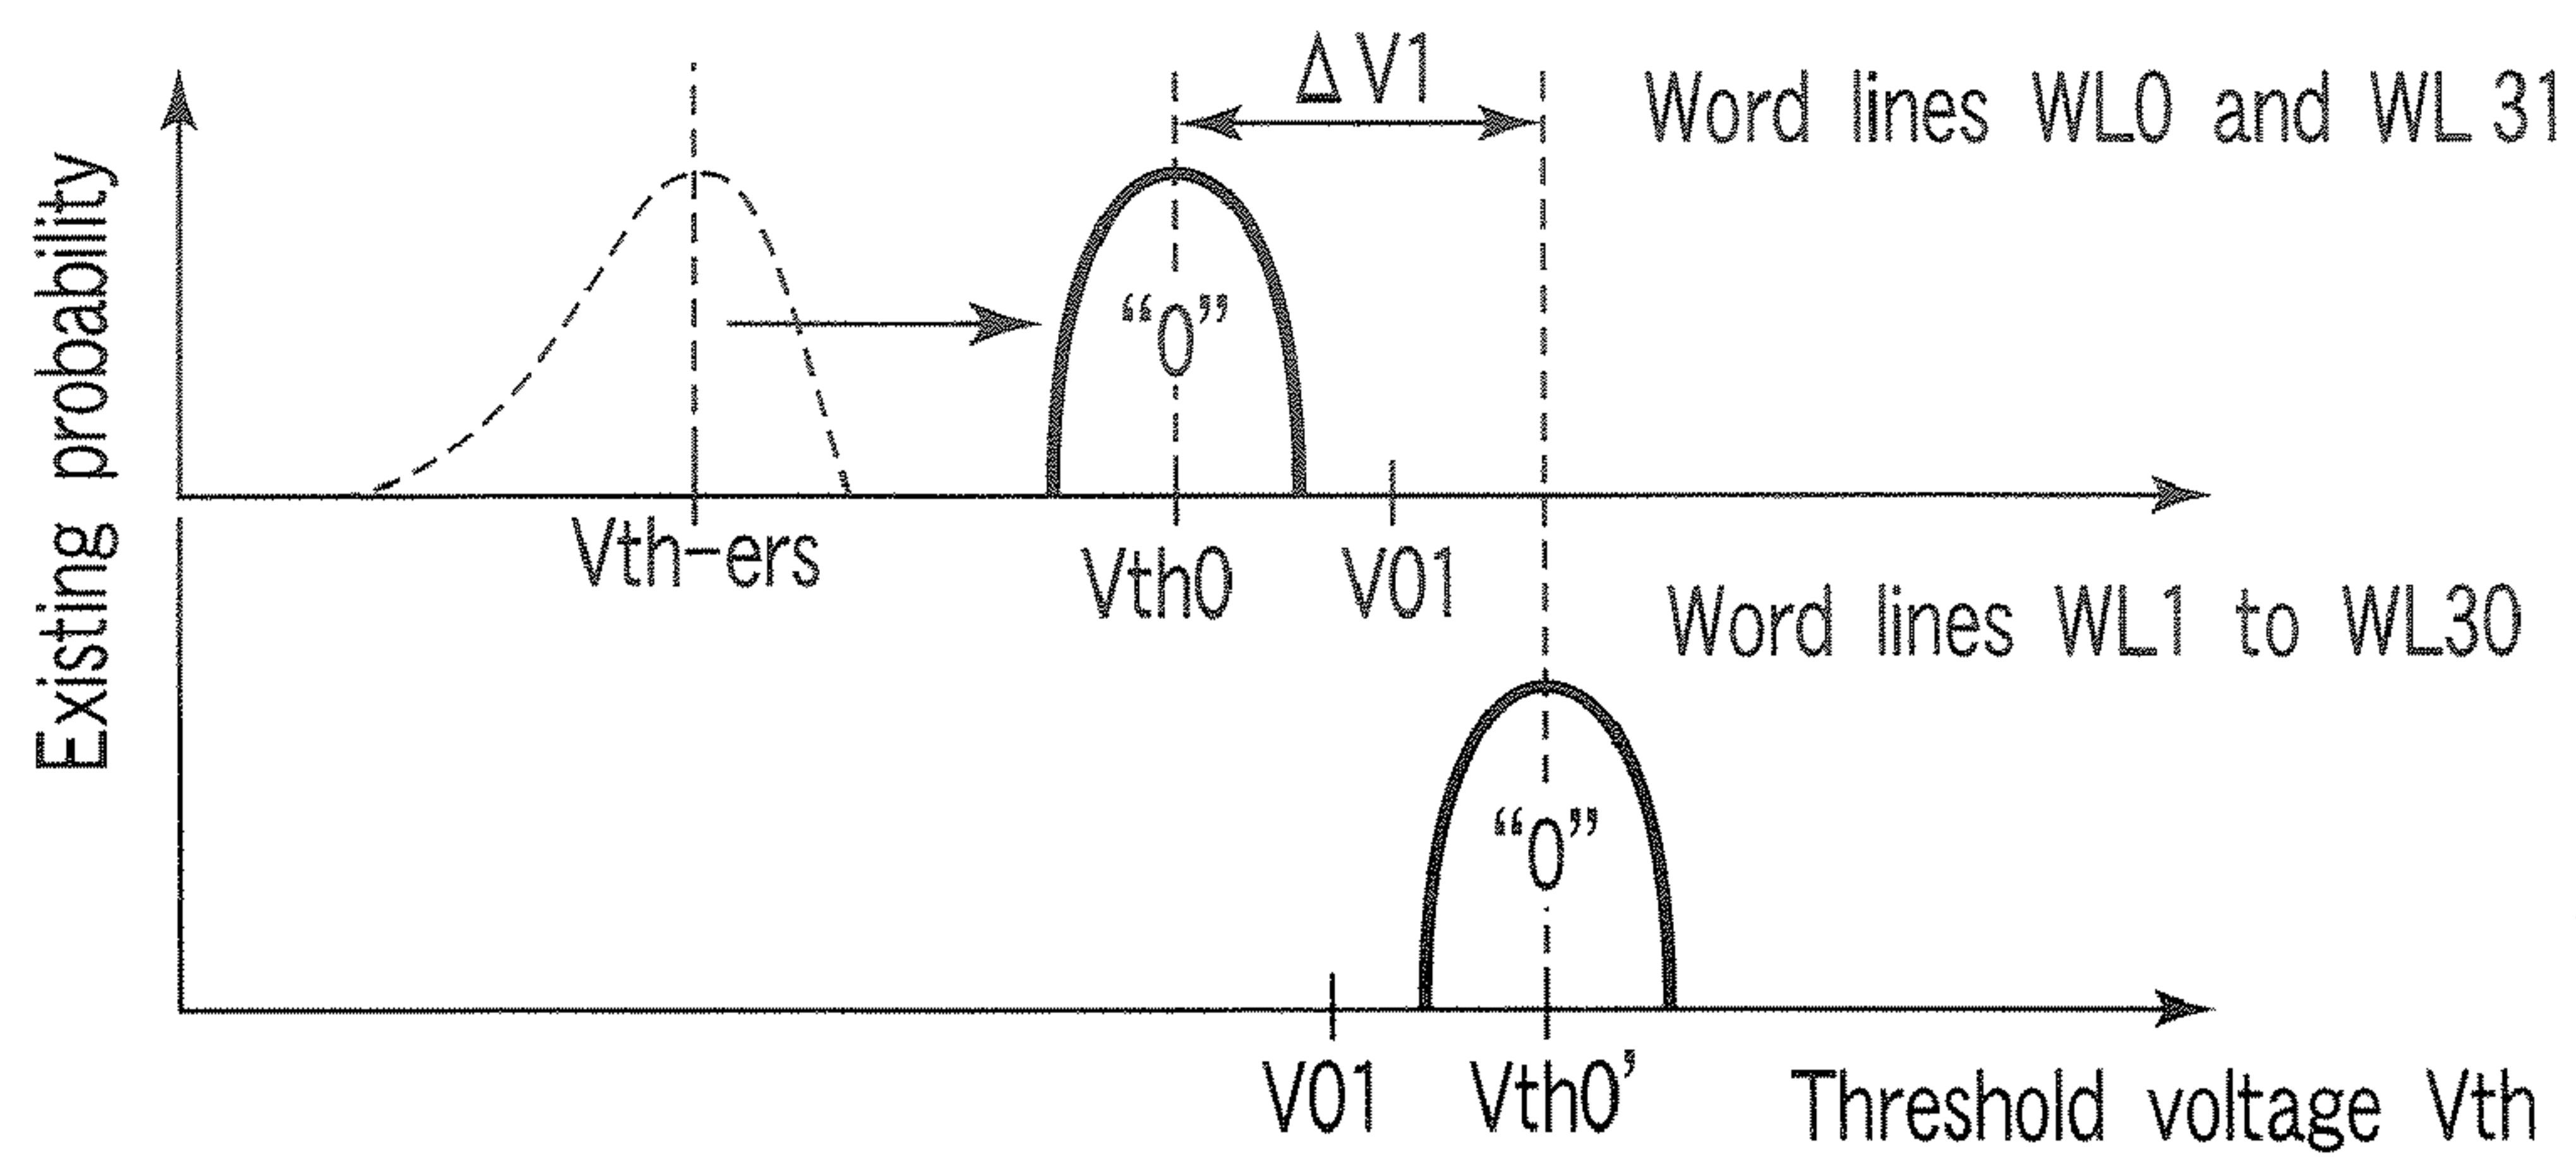 Existing probability
Δ V1
Word lines WL0 and WL 31
“0”
Vth-ers
Vth0
V01
Word lines WL1 to WL30
“0”
V01
Vth0’
Threshold voltage Vth